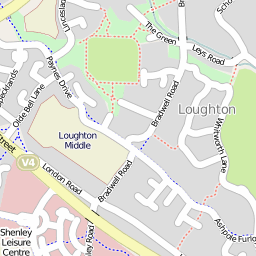 The Green
Leys Road
Paynes Drive
Olde Bell Lane
Bradwell Road
Loughton
Whitworth Lane
Loughton
Middle
V4
London Road
Bradwell Road
Shenley
Leisure
Centre